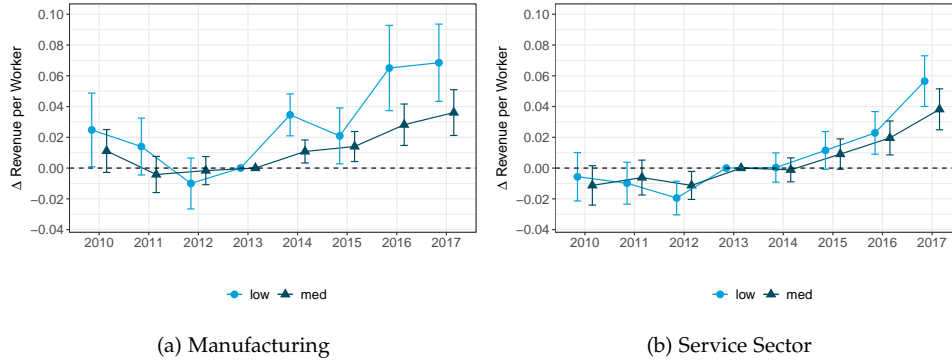 Δ Revenue per Worker
0.10
0.08
0.06
0.04
0.02
0.00
−0.02
−0.04
2010 2011 2012 2013 2014 2015 2016 2017
low med
(a) Manufacturing
Δ Revenue per Worker
0.10
0.08
0.06
0.04
0.02
0.00
−0.02
−0.04
2010 2011 2012 2013 2014 2015 2016 2017
low med
(b) Service Sector